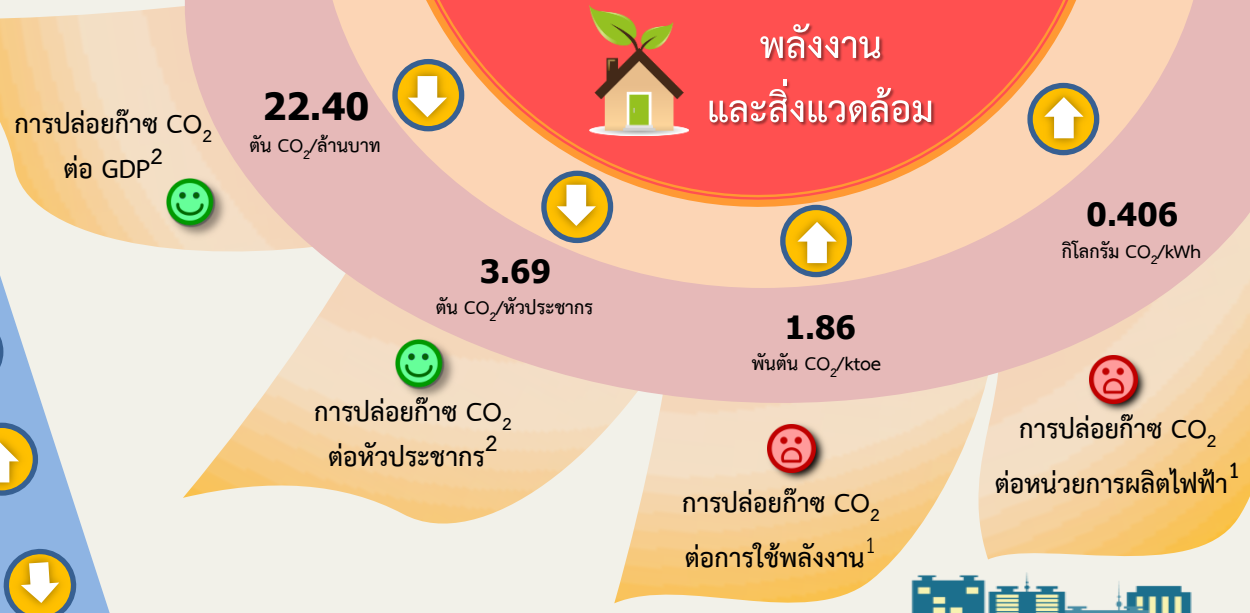 พลังงาน
และสิ่งแวดล้อม
22.40
ตัน CO₂/ล้านบาท
การปล่อยก๊าซ CO₂
ต่อ GDP²
3.69
ตัน CO₂/หัวประชากร
การปล่อยก๊าซ CO₂
ต่อหัวประชากร²
1.86
พันตัน CO₂/ktoe
การปล่อยก๊าซ CO₂
ต่อการใช้พลังงาน¹
0.406
กิโลกรัม CO₂/kWh
การปล่อยก๊าซ CO₂
ต่อหน่วยการผลิตไฟฟ้า¹